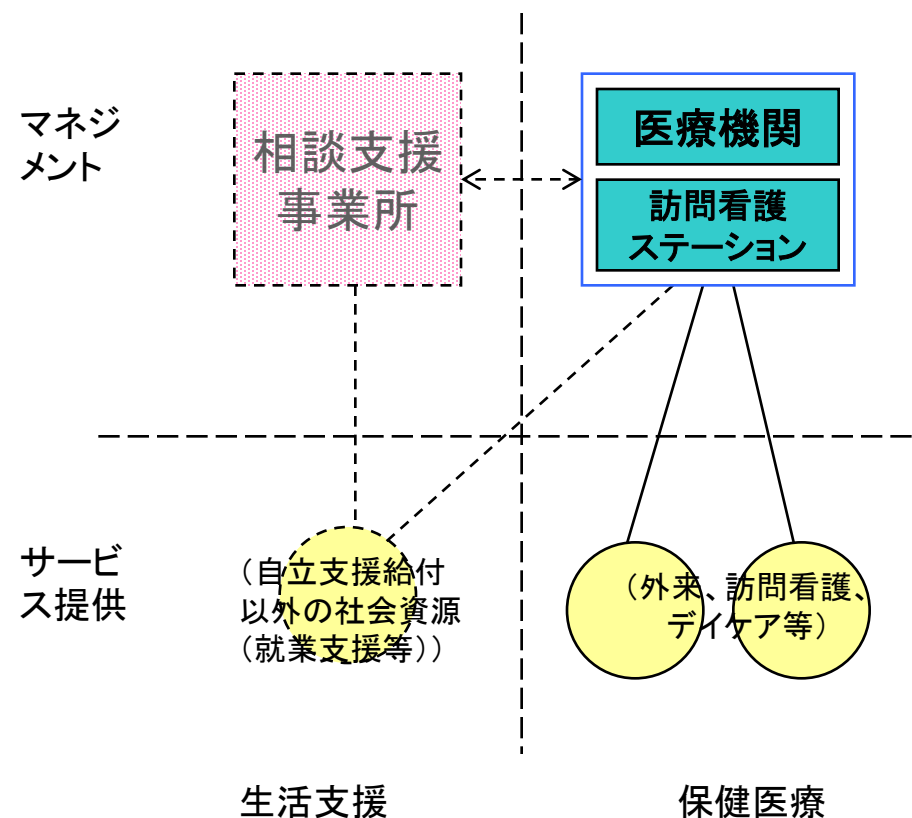 マネジ
メント
相談支援
事業所
医療機関
訪問看護
ステーション
サービ
ス提供
（自立支援給付
以外の社会資源
（就業支援等））
（外来、訪問看護、
デイケア等）
生活支援
保健医療